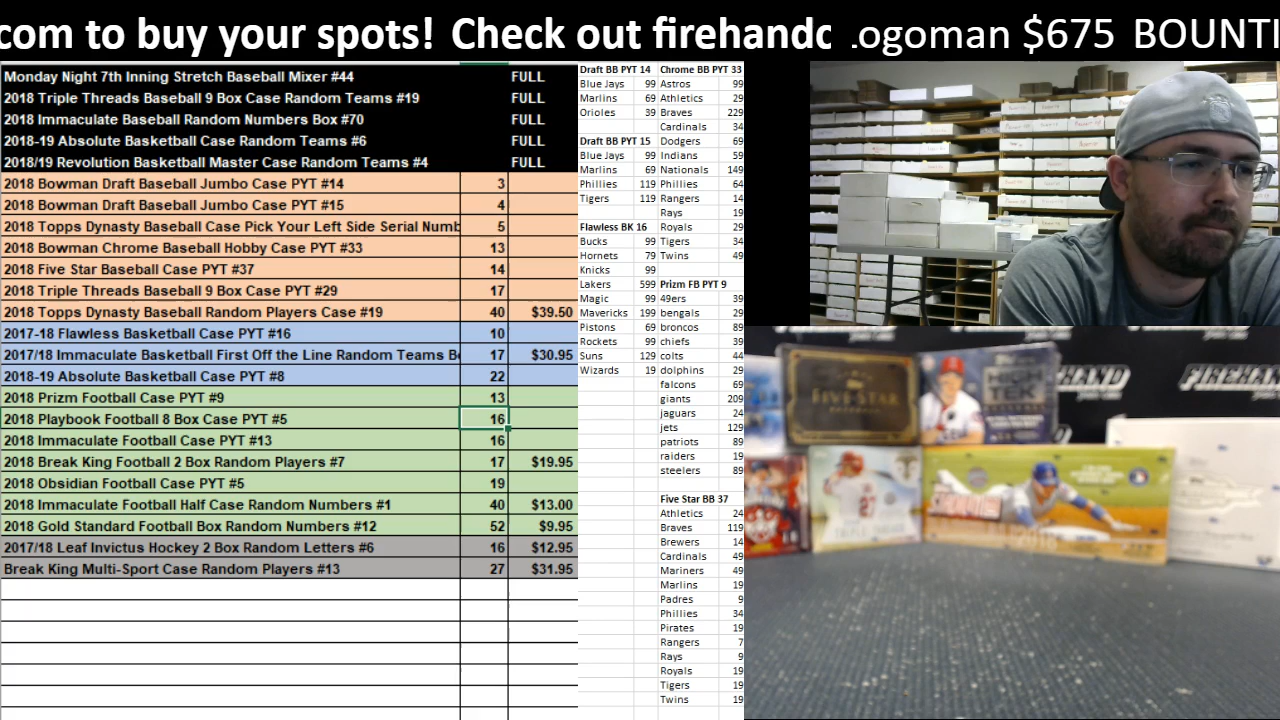 com to buy your spots! Check out firehandc .ogoman $675 BOUNTI
Monday Night 7th Inning Stretch Baseball Mixer #44 FULL
2018 Triple Threads Baseball 9 Box Case Random Teams #19 FULL
2018 Immaculate Baseball Random Numbers Box #70 FULL
2018-19 Absolute Basketball Case Random Teams #6 FULL
2018/19 Revolution Basketball Master Case Random Teams #4 FULL
2018 Bowman Draft Baseball Jumbo Case PYT #14 3
2018 Bowman Draft Baseball Jumbo Case PYT #15 4
2018 Topps Dynasty Baseball Case Pick Your Left Side Serial Numb 5
2018 Bowman Chrome Baseball Hobby Case PYT #33 13
2018 Five Star Baseball Case PYT #37 14
2018 Triple Threads Baseball 9 Box Case PYT #29 17
2018 Topps Dynasty Baseball Random Players Case #19 40 $39.50
2017-18 Flawless Basketball Case PYT #16 10
2017/18 Immaculate Basketball First Off the Line Random Teams Bo 17 $30.95
2018-19 Absolute Basketball Case PYT #8 22
2018 Prizm Football Case PYT #9 13
2018 Playbook Football 8 Box Case PYT #5 16
2018 Immaculate Football Case PYT #13 16
2018 Break King Football 2 Box Random Players #7 17 $19.95
2018 Obsidian Football Case PYT #5 19
2018 Immaculate Football Half Case Random Numbers #1 40 $13.00
2018 Gold Standard Football Box Random Numbers #12 52 $9.95
2017/18 Leaf Invictus Hockey 2 Box Random Letters #6 16 $12.95
Break King Multi-Sport Case Random Players #13 27 $31.95
Draft BB PYT 14
Blue Jays 99
Marlins 69
Orioles 39
Draft BB PYT 15
Blue Jays 99
Marlins 69
Phillies 119
Tigers 119
Flawless BK 16
Bucks 99
Hornets 79
Knicks 99
Lakers 599
Magic 99
Mavericks 199
Pistons 69
Rockets 99
Suns 129
Wizards 19
Chrome BB PYT 33
Astros 99
Athletics 29
Braves 229
Cardinals 34
Dodgers 69
Indians 59
Nationals 149
Phillies 64
Rangers 14
Rays 19
Royals 29
Tigers 34
Twins 49
Prizm FB PYT 9
49ers 39
bengals 29
broncos 89
chiefs 39
colts 44
dolphins 29
falcons 69
giants 209
jaguars 24
jets 129
patriots 89
raiders 19
steelers 89
Five Star BB 37
Athletics 24
Braves 119
Brewers 14
Cardinals 49
Mariners 49
Marlins 19
Padres 9
Phillies 34
Pirates 19
Rangers 7
Rays 9
Royals 19
Tigers 19
Twins 19
FIVE STAR
HIGH TEK
FIREHAND
FIREHAND
TRIPLE THREADS